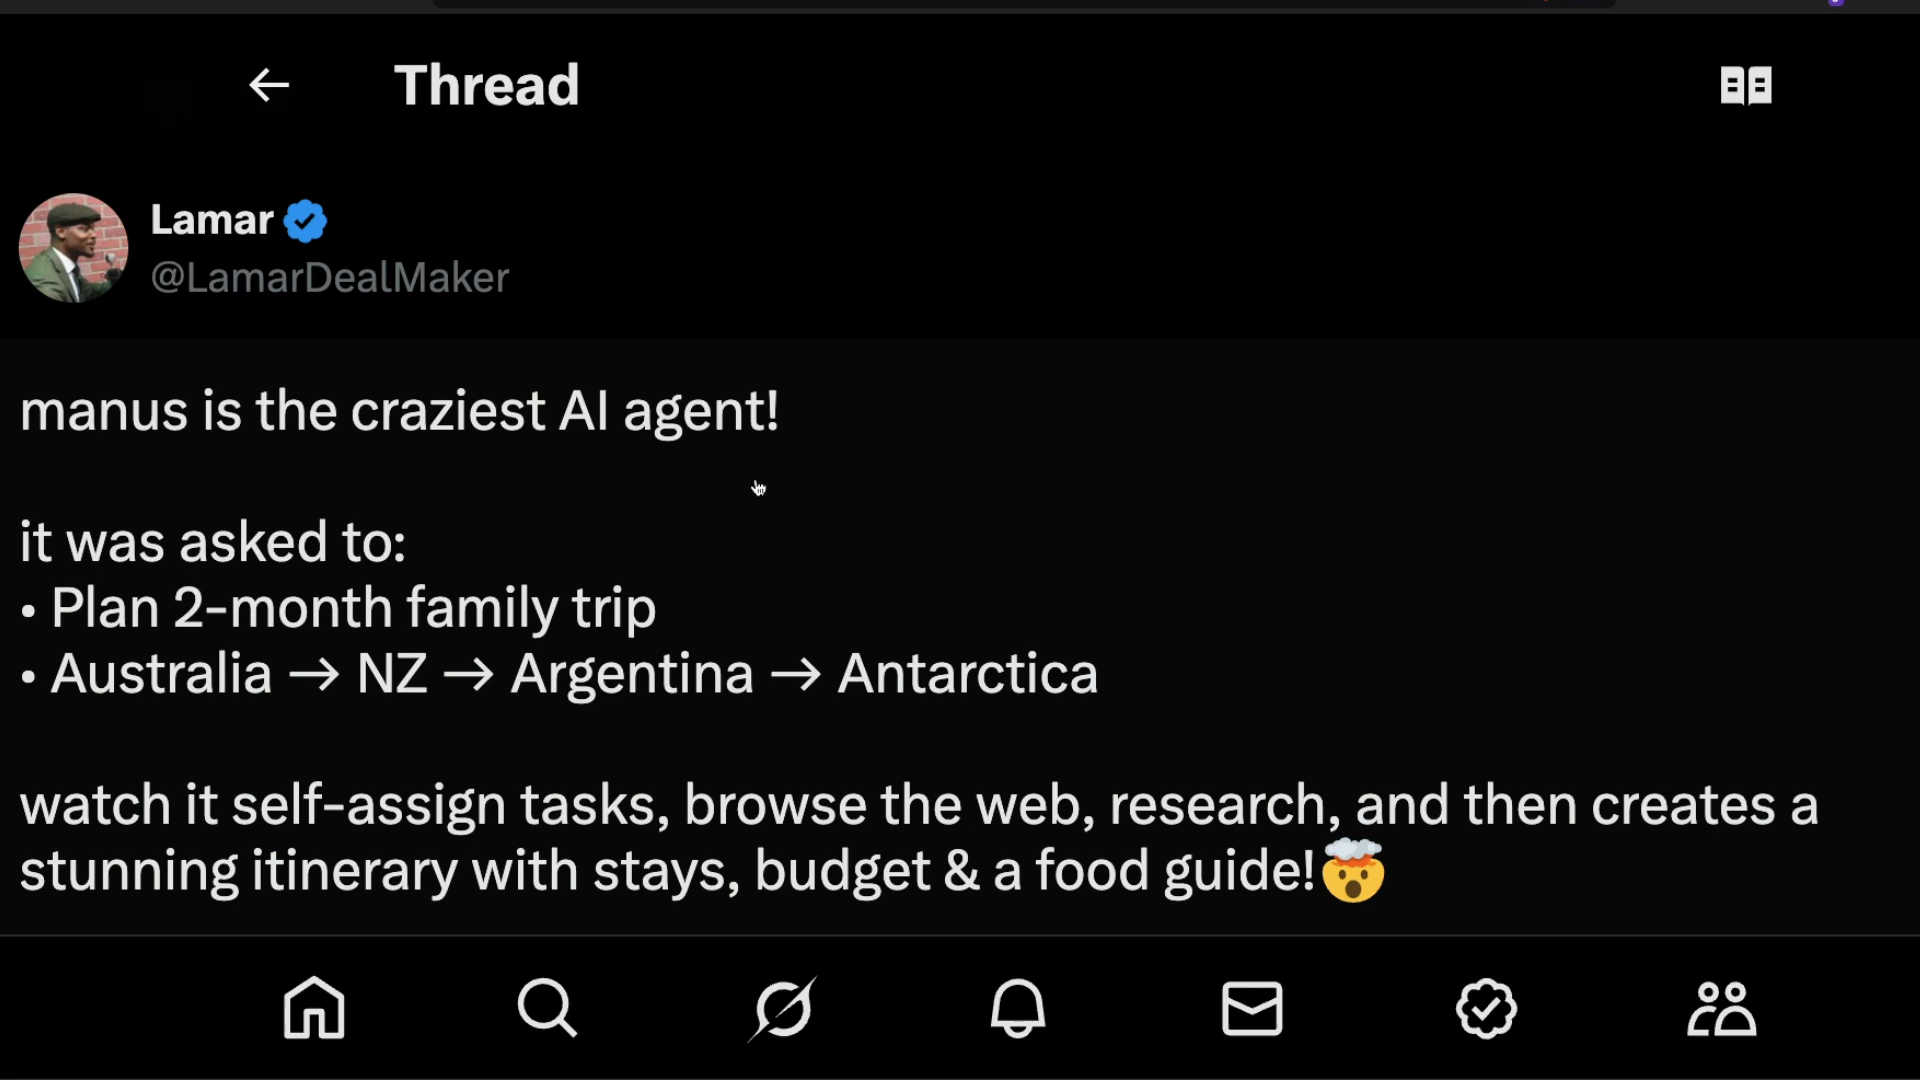 Thread
Lamar
@LamarDealMaker
manus is the craziest AI agent!
it was asked to:
• Plan 2-month family trip
• Australia → NZ → Argentina → Antarctica
watch it self-assign tasks, browse the web, research, and then creates a
stunning itinerary with stays, budget & a food guide!🤯